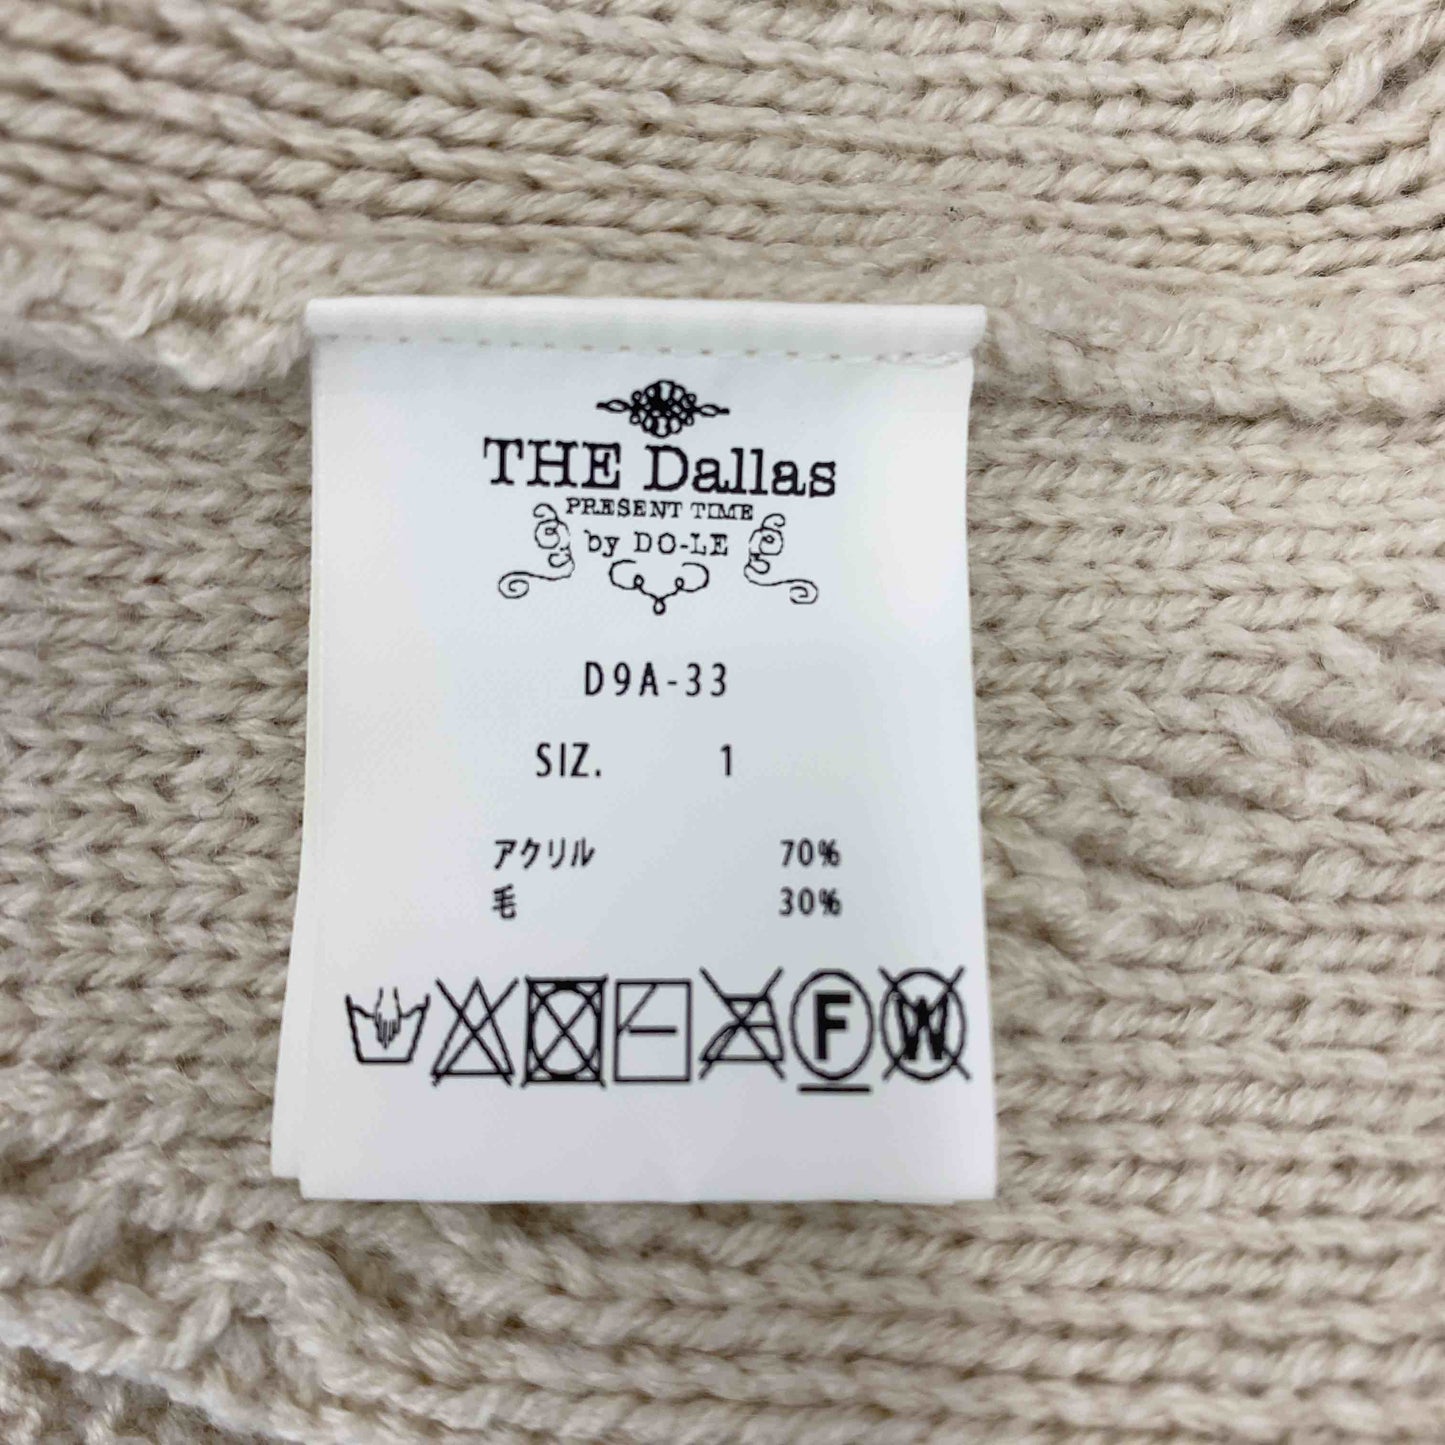 THE Dallas
PRESENT TIME
by DO-LE
D9A-33
SIZ. 1
アクリル 70%
毛 30%
F W